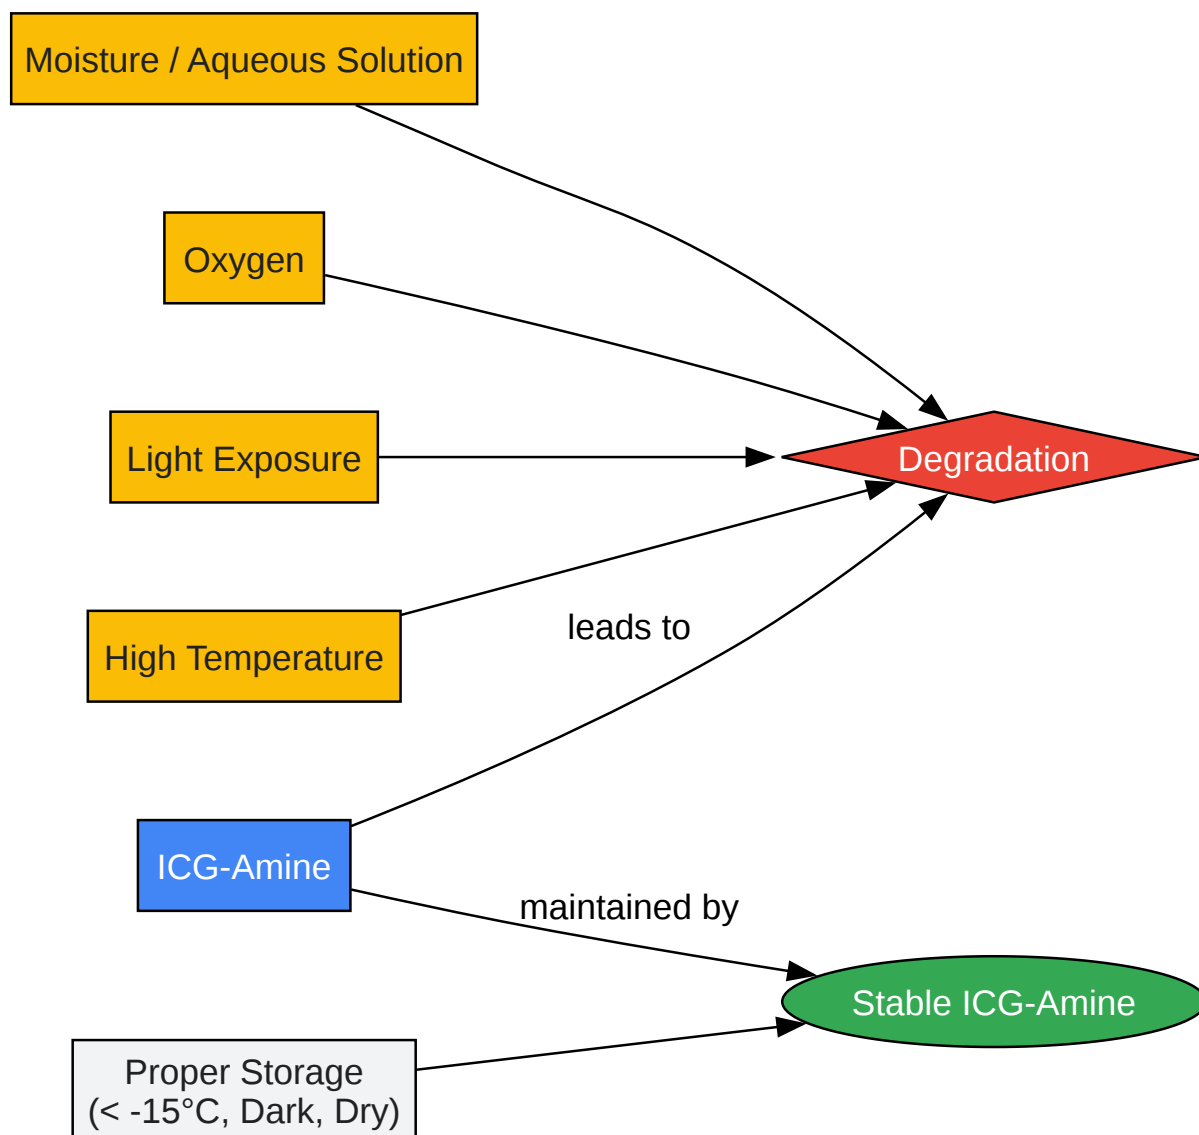 Moisture / Aqueous Solution
Oxygen
Light Exposure
Degradation
High Temperature
leads to
ICG-Amine
maintained by
Stable ICG-Amine
Proper Storage
(< -15°C, Dark, Dry)